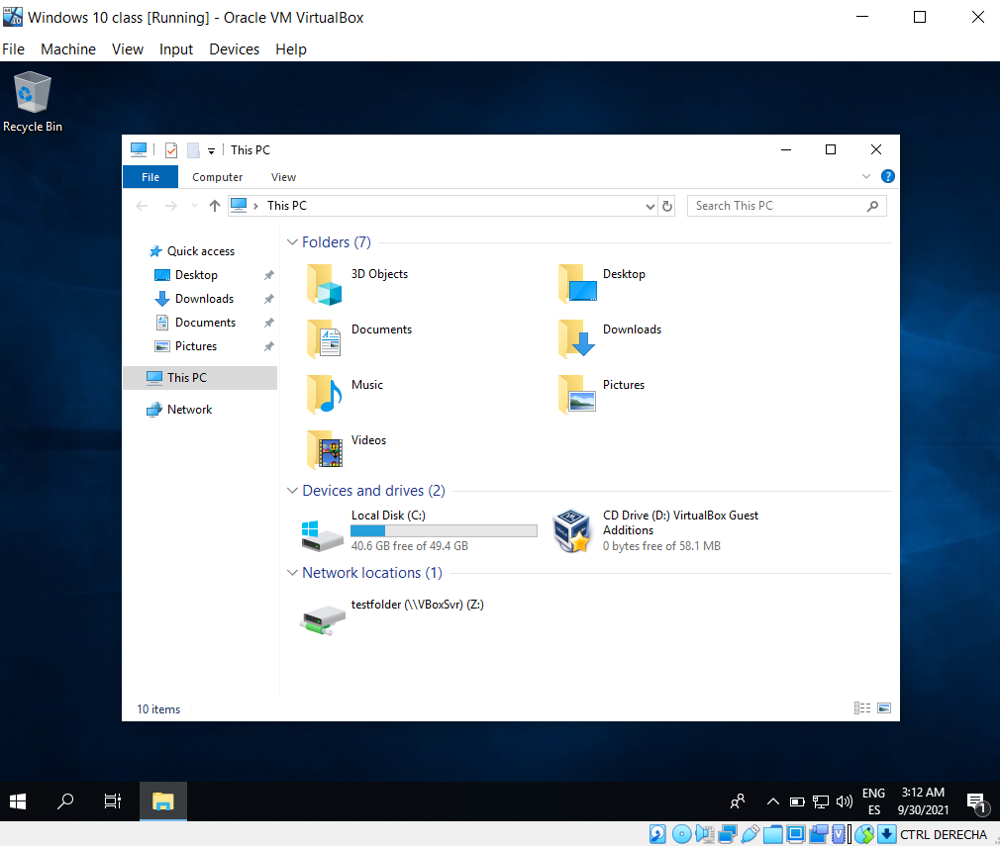 Windows 10 class [Running] - Oracle VM VirtualBox
File Machine View Input Devices Help
Recycle Bin
This PC
File Computer View
This PC
Search This PC
Quick access
Desktop
Downloads
Documents
Pictures
This PC
Network
Folders (7)
3D Objects
Desktop
Documents
Downloads
Music
Pictures
Videos
Devices and drives (2)
Local Disk (C:)
40.6 GB free of 49.4 GB
CD Drive (D:) VirtualBox Guest
Additions
0 bytes free of 58.1 MB
Network locations (1)
testfolder (\\VBoxSvr) (Z:)
10 items
ENG
ES
3:12 AM
9/30/2021
1
CTRL DERECHA